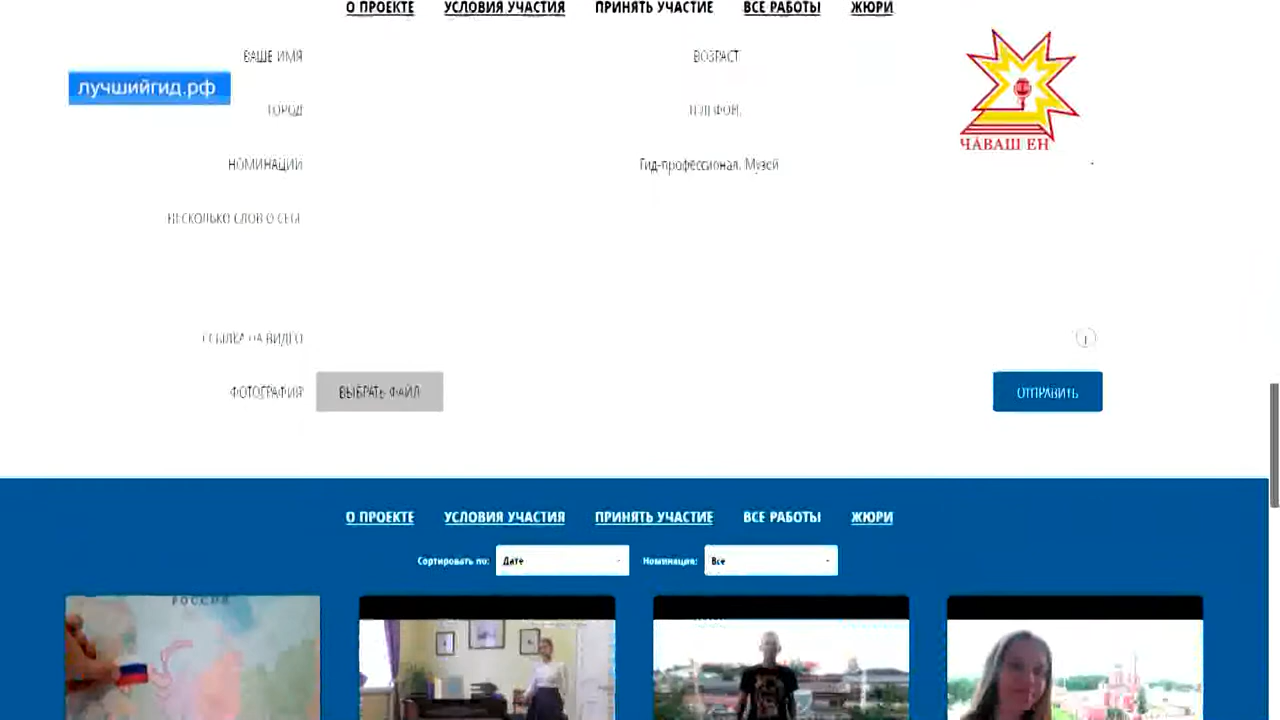 О ПРОЕКТЕ УСЛОВИЯ УЧАСТИЯ ПРИНЯТЬ УЧАСТИЕ ВСЕ РАБОТЫ ЖЮРИ
ВАШЕ ИМЯ ВОЗРАСТ
лучшийгид.рф
ГОРОД ТЕЛЕФОН
ЧӐВАШ ЕН
НОМИНАЦИИ Гид-профессионал. Музей
НЕСКОЛЬКО СЛОВ О СЕБЕ
ССЫЛКА НА ВИДЕО
ФОТОГРАФИЯ ВЫБРАТЬ ФАЙЛ ОТПРАВИТЬ
О ПРОЕКТЕ УСЛОВИЯ УЧАСТИЯ ПРИНЯТЬ УЧАСТИЕ ВСЕ РАБОТЫ ЖЮРИ
Сортировать по: Дате Номинация: Все
РОССИЯ